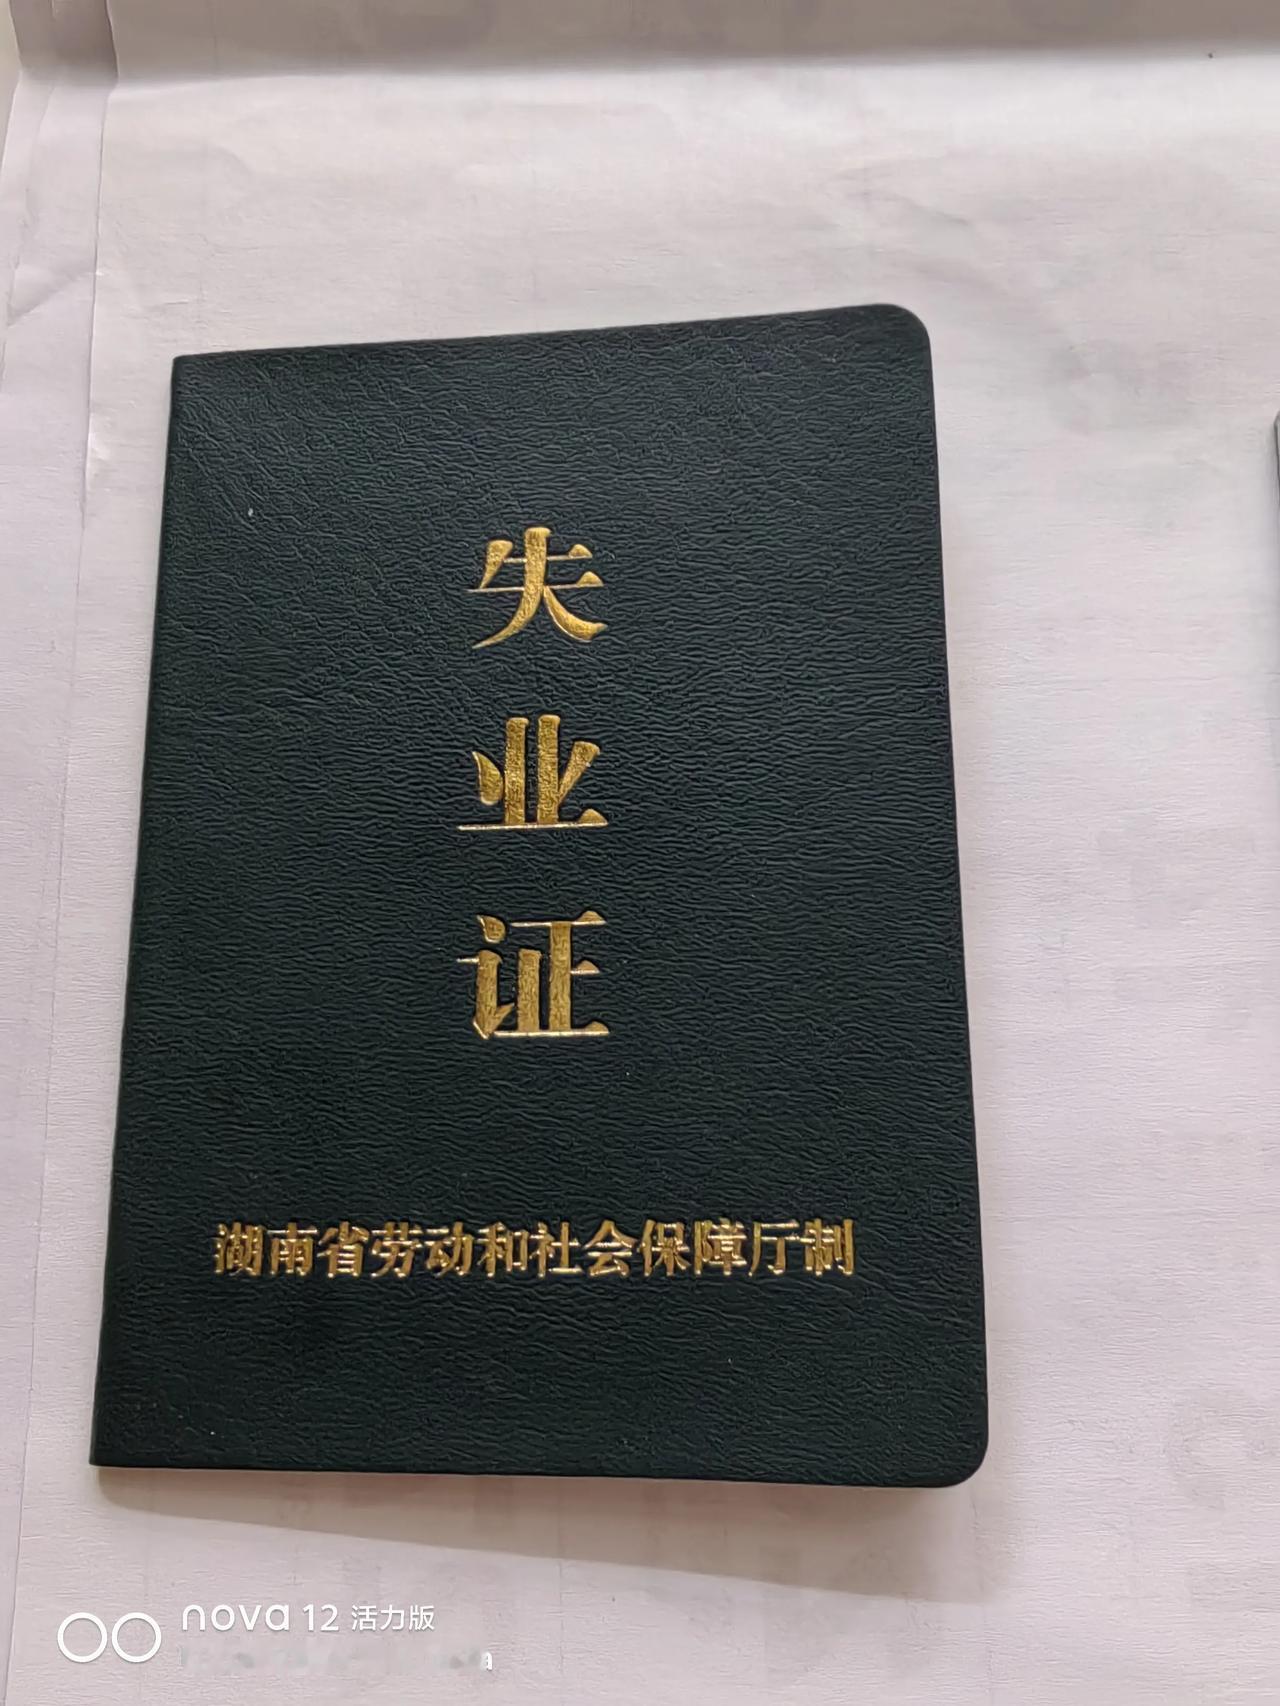 失
业
证
湖南省劳动和社会保障厅制
nova 12 活力版